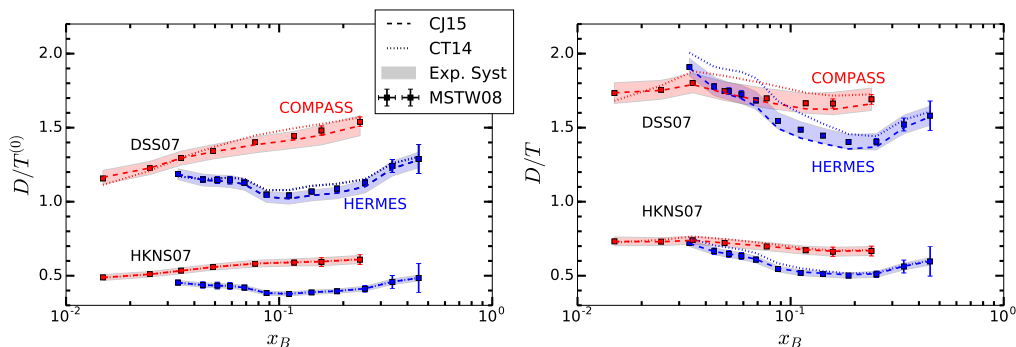 CJ15
CT14
Exp. Syst
MSTW08
D/T^{(0)}
2.0
1.5
1.0
0.5
COMPASS
DSS07
HERMES
HKNS07
10^{-2}
10^{-1}
10^{0}
x_B
D/T
2.0
1.5
1.0
0.5
COMPASS
DSS07
HERMES
HKNS07
10^{-2}
10^{-1}
10^{0}
x_B